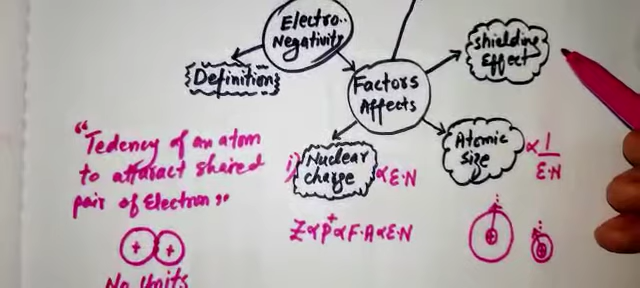 Electro..
Negativity
Definition
Factors
Affects
Shielding
Effect
"Tedency of an atom
to attaract shared
pair of Electron"
i) Nuclear
charge ∝ E·N
Atomic
size ∝ 1/E·N
Z ∝ P⁺ ∝ F·A ∝ E·N
+ +
No Units